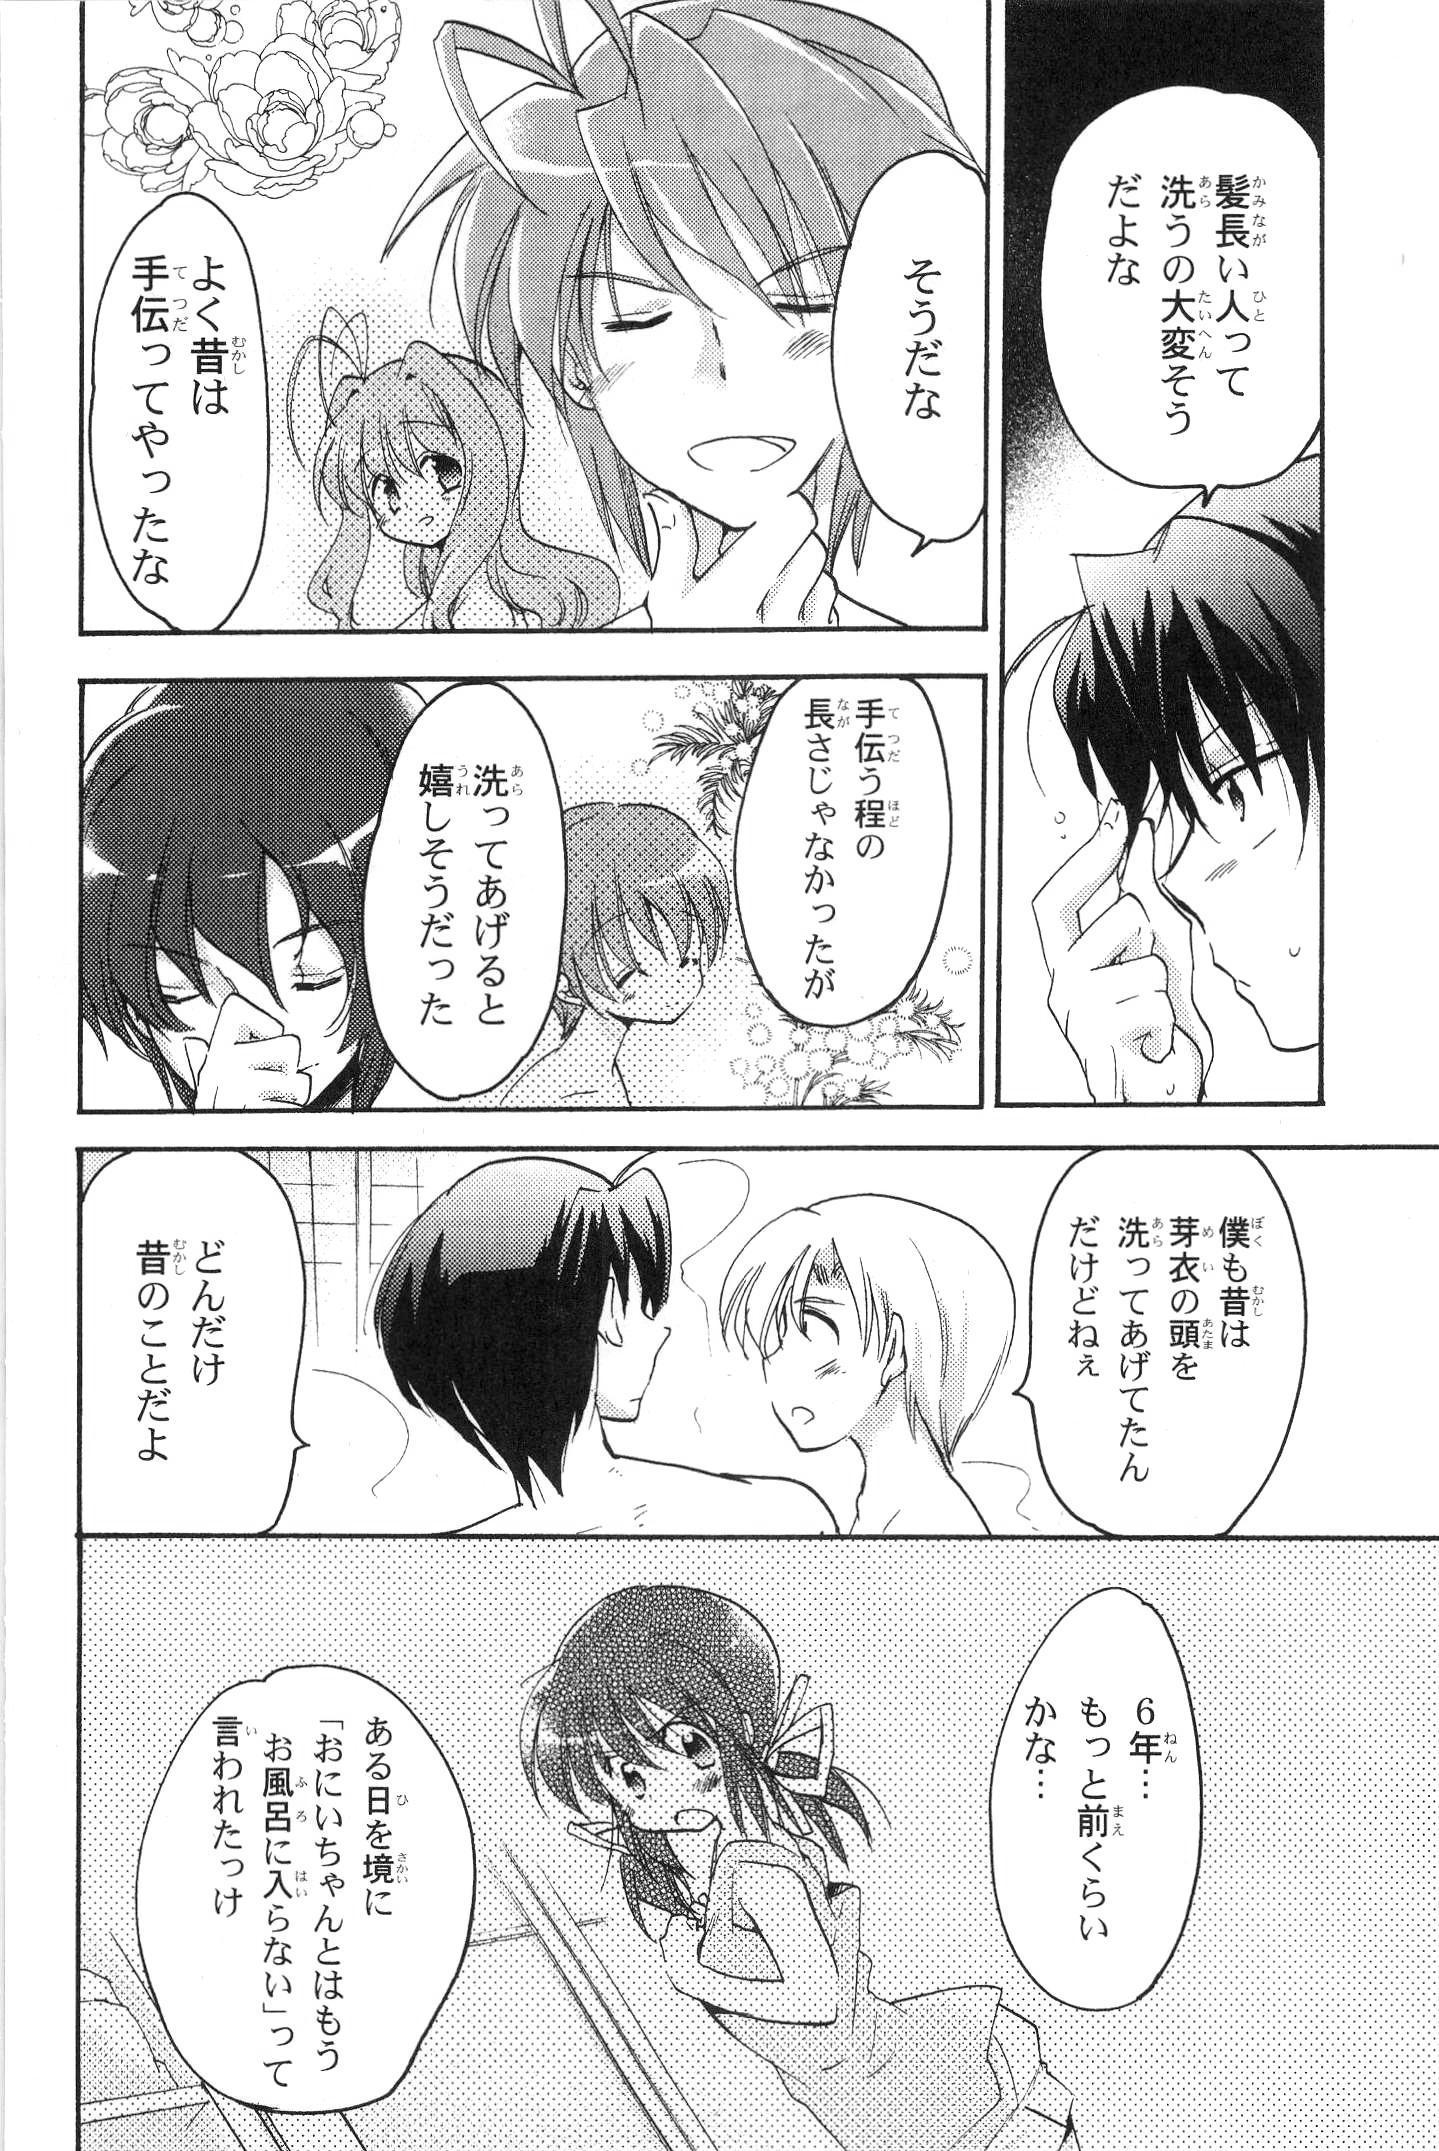 髪長い人って
洗うの大変そう
だよな
そうだな
よく昔は
手伝ってやったな
手伝う程の
長さじゃなかったが
洗ってあげると
嬉しそうだった
僕も昔は
芽衣の頭を
洗ってあげてたん
だけどねぇ
どんだけ
昔のことだよ
6年…
もっと前くらい
かな…
ある日を境に
「おにいちゃんとはもう
お風呂に入らない」って
言われたっけ